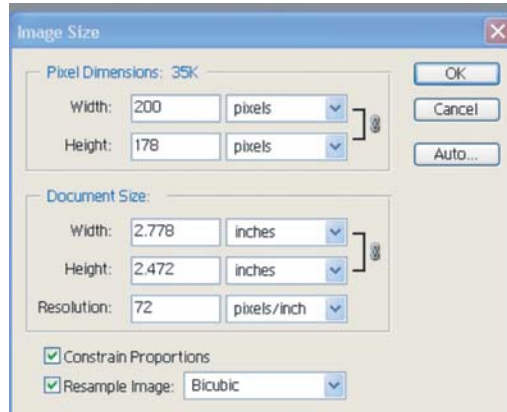 Image Size
Pixel Dimensions: 35K
Width: 200 pixels
Height: 178 pixels
Document Size:
Width: 2.778 inches
Height: 2.472 inches
Resolution: 72 pixels/inch
Constrain Proportions
Resample Image: Bicubic
OK
Cancel
Auto...